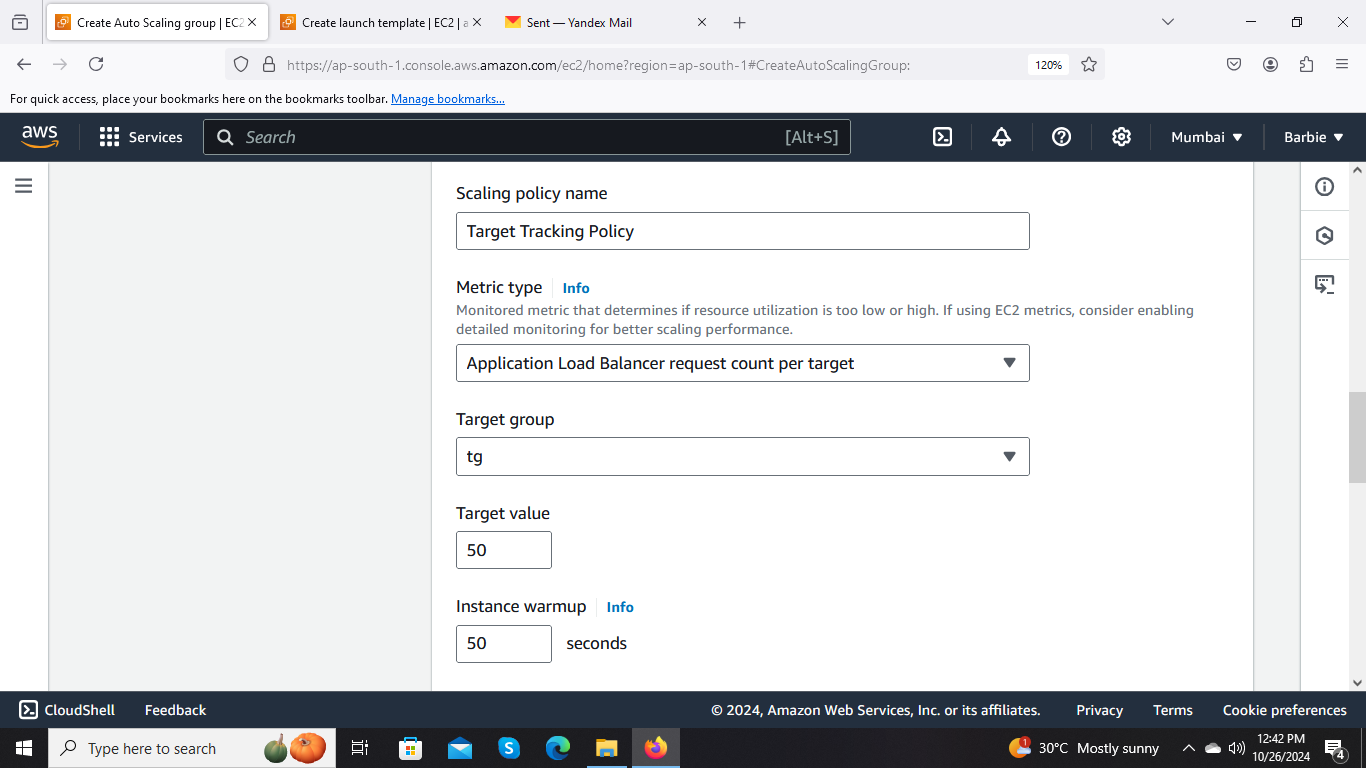 Create Auto Scaling group | EC2
Create launch template | EC2 | a
Sent — Yandex Mail
https://ap-south-1.console.aws.amazon.com/ec2/home?region=ap-south-1#CreateAutoScalingGroup:
120%
For quick access, place your bookmarks here on the bookmarks toolbar. Manage bookmarks...
aws
Services
Search
[Alt+S]
Mumbai
Barbie
Scaling policy name
Target Tracking Policy
Metric type
Info
Monitored metric that determines if resource utilization is too low or high. If using EC2 metrics, consider enabling
detailed monitoring for better scaling performance.
Application Load Balancer request count per target
Target group
tg
Target value
50
Instance warmup
Info
50
seconds
CloudShell
Feedback
© 2024, Amazon Web Services, Inc. or its affiliates.
Privacy
Terms
Cookie preferences
Type here to search
1
30°C Mostly sunny
12:42 PM
10/26/2024
4